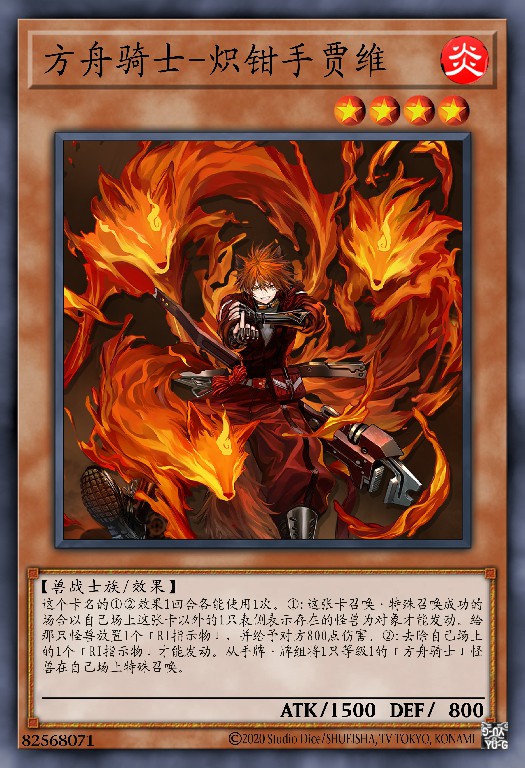 方舟骑士-炽钳手贾维
炎
【兽战士族/效果】
这个卡名的①②效果1回合各能使用1次。①:这张卡召唤·特殊召唤成功的
场合以自己场上这张卡以外的1只表侧表示存在的怪兽为对象才能发动。给
那只怪兽放置1个「RI指示物」，并给予对方800点伤害。②:去除自己场上
的1个「RI指示物」才能发动。从手牌·牌组将1只等级1的「方舟骑士」怪
兽在自己场上特殊召唤。
ATK/1500 DEF/ 800
82568071 ©2020 Studio Dice/SHUEISHA, TV TOKYO, KONAMI